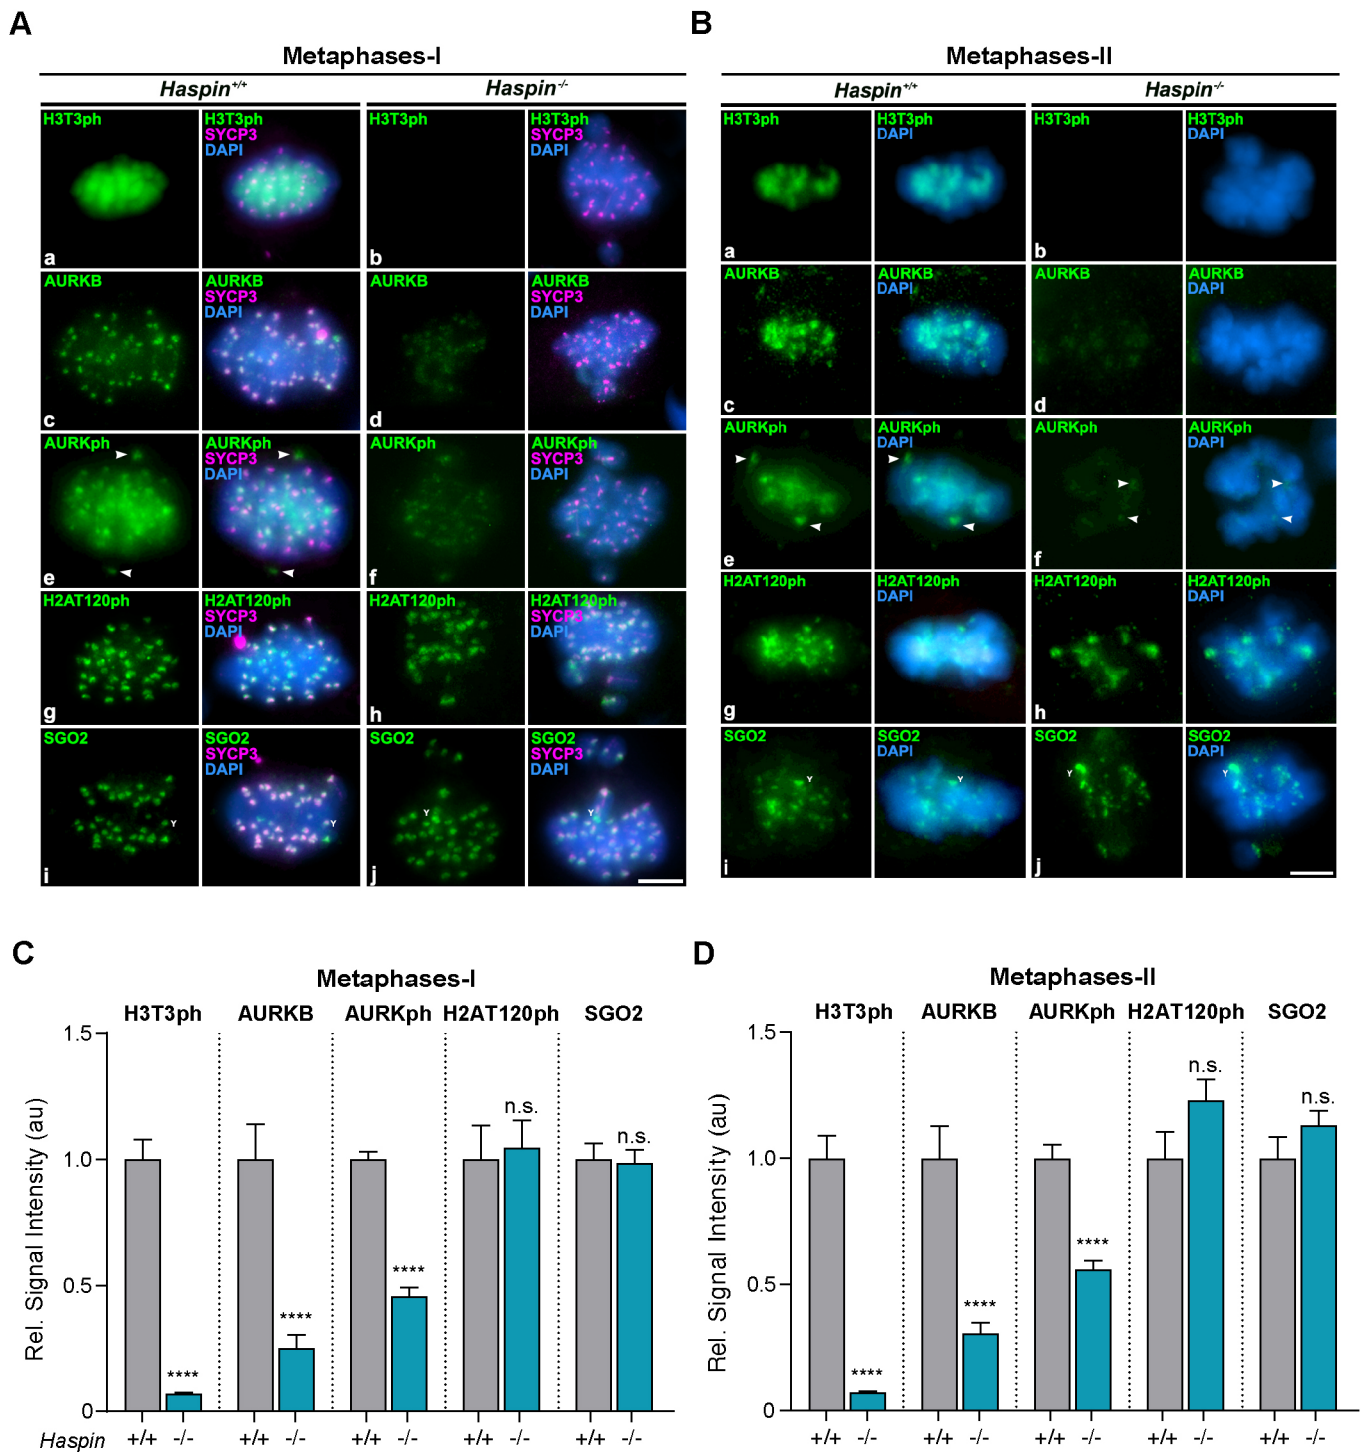 A
Metaphases-I
Haspin+/+
Haspin-/-
H3T3ph
H3T3ph
SYCP3
DAPI
a
H3T3ph
H3T3ph
SYCP3
DAPI
b
AURKB
AURKB
SYCP3
DAPI
c
AURKB
AURKB
SYCP3
DAPI
d
AURKph
AURKph
SYCP3
DAPI
e
AURKph
AURKph
SYCP3
DAPI
f
H2AT120ph
H2AT120ph
SYCP3
DAPI
g
H2AT120ph
H2AT120ph
SYCP3
DAPI
h
SGO2
SGO2
SYCP3
DAPI
Y
Y
i
SGO2
SGO2
SYCP3
DAPI
Y
Y
j
B
Metaphases-II
Haspin+/+
Haspin-/-
H3T3ph
H3T3ph
DAPI
a
H3T3ph
H3T3ph
DAPI
b
AURKB
AURKB
DAPI
c
AURKB
AURKB
DAPI
d
AURKph
AURKph
DAPI
e
AURKph
AURKph
DAPI
f
H2AT120ph
H2AT120ph
DAPI
g
H2AT120ph
H2AT120ph
DAPI
h
SGO2
SGO2
DAPI
Y
Y
i
SGO2
SGO2
DAPI
Y
Y
j
C
Metaphases-I
H3T3ph AURKB AURKph H2AT120ph SGO2
Rel. Signal Intensity (au)
1.5
1.0
0.5
0
****
****
****
n.s.
n.s.
Haspin +/+ -/- +/+ -/- +/+ -/- +/+ -/- +/+ -/-
D
Metaphases-II
H3T3ph AURKB AURKph H2AT120ph SGO2
Rel. Signal Intensity (au)
1.5
1.0
0.5
0
****
****
****
n.s.
n.s.
+/+ -/- +/+ -/- +/+ -/- +/+ -/- +/+ -/-